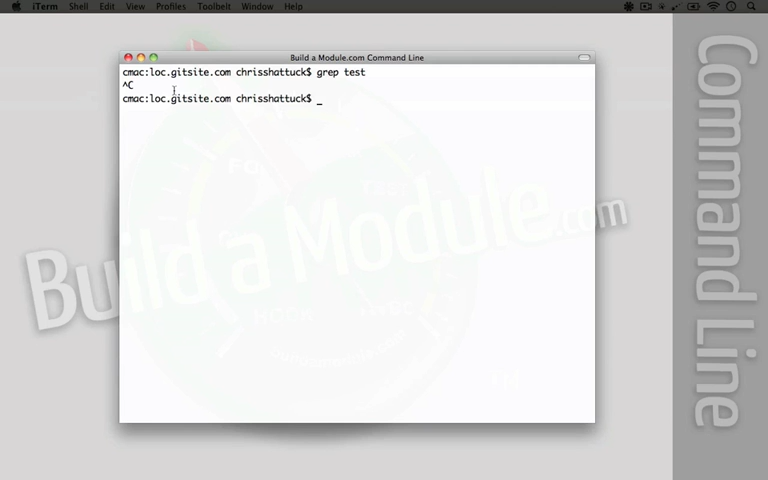 iTerm Shell Edit View Profiles Toolbelt Window Help
Build a Module.com Command Line
cmac:loc.gitsite.com chrisshattuck$ grep test
^C
cmac:loc.gitsite.com chrisshattuck$ _
Build a Module.com
Command Line